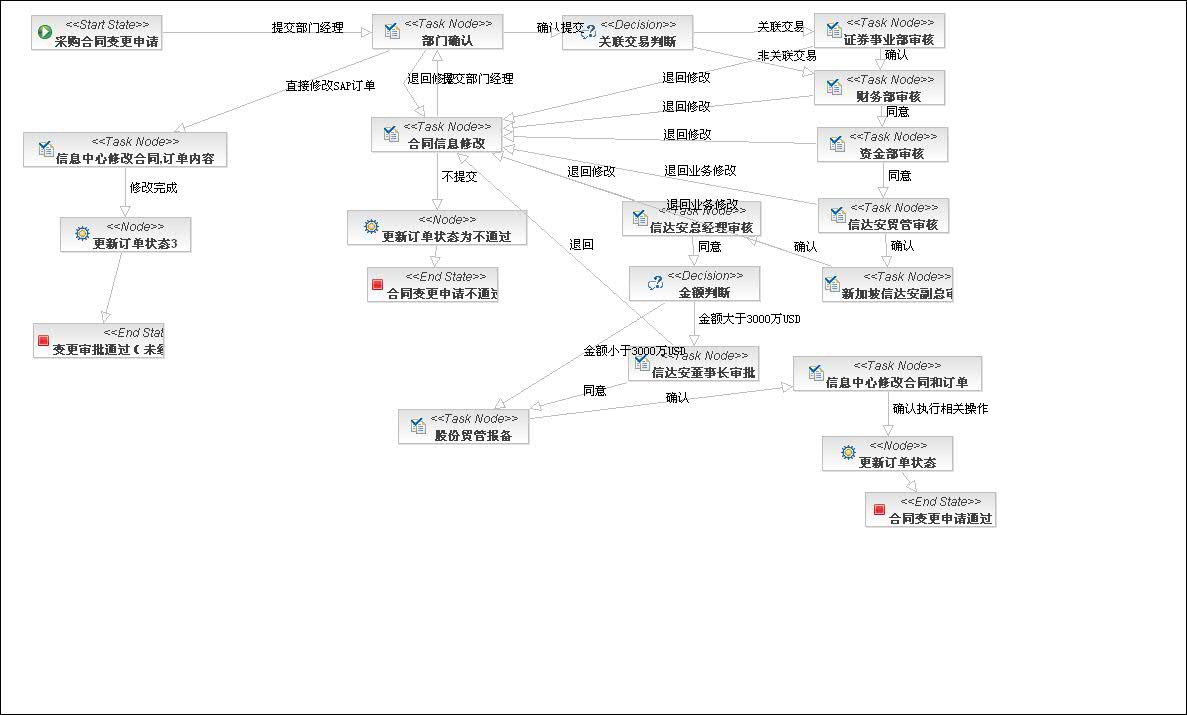 <<Start State>>
采购合同变更申请
提交部门经理
<<Task Node>>
部门确认
确认提交
<<Decision>>
关联交易判断
关联交易
<<Task Node>>
证券事业部审核
非关联交易
确认
直接修改SAP订单
退回修改
提交部门经理
退回修改
<<Task Node>>
财务部审核
退回修改
同意
<<Task Node>>
信息中心修改合同,订单内容
<<Task Node>>
合同信息修改
退回修改
<<Task Node>>
资金部审核
修改完成
不提交
退回修改
退回业务修改
同意
<<Node>>
更新订单状态3
<<Node>>
更新订单状态为不通过
退回业务修改
<<Task Node>>
信达安总经理审核
<<Task Node>>
信达安贸管审核
退回
同意
确认
确认
<<End State>>
合同变更申请不通过
<<Decision>>
金额判断
<<Task Node>>
新加坡信达安副总审
<<End Stat
变更审批通过（未纟
金额大于3000万USD
金额小于3000万USD
<<Task Node>>
信达安董事长审批
<<Task Node>>
信息中心修改合同和订单
同意
确认
<<Task Node>>
股份贸管报备
确认执行相关操作
<<Node>>
更新订单状态
<<End State>>
合同变更申请通过